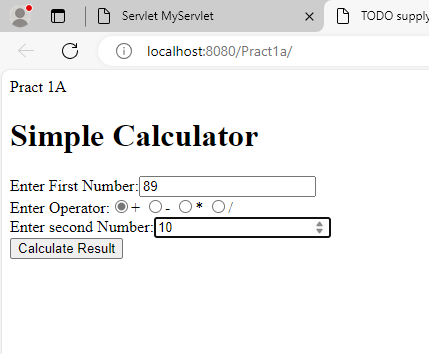 Servlet MyServlet
TODO supply
localhost:8080/Pract1a/
Pract 1A
Simple Calculator
Enter First Number: 89
Enter Operator: + - * /
Enter second Number: 10
Calculate Result